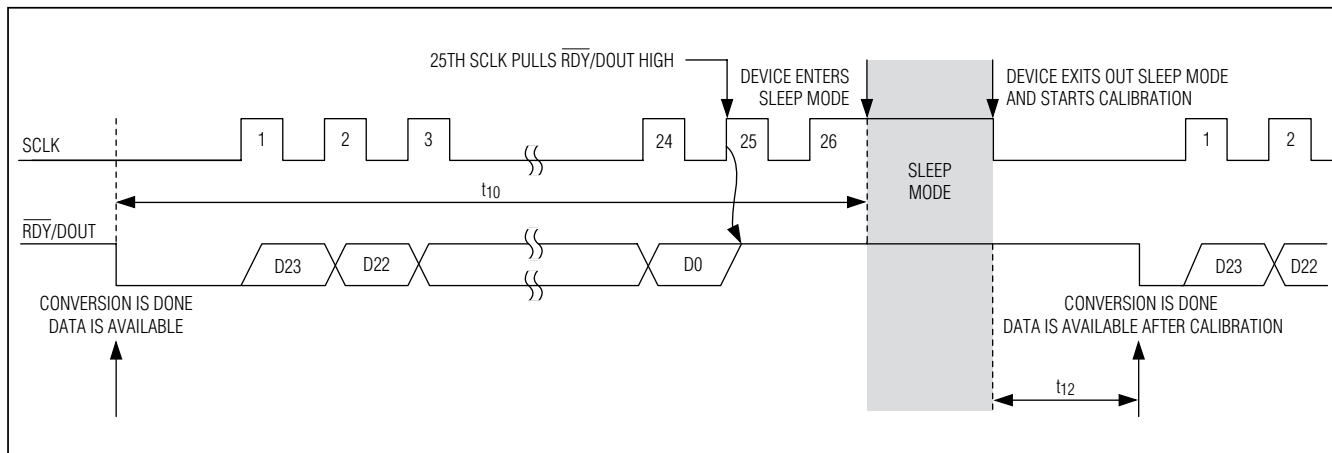 25TH SCLK PULLS RDY/DOUT HIGH
DEVICE ENTERS
SLEEP MODE
DEVICE EXITS OUT SLEEP MODE
AND STARTS CALIBRATION
SCLK
1 2 3 24 25 26 1 2
SLEEP
MODE
t10
RDY/DOUT
D23 D22 D0 D23 D22
CONVERSION IS DONE
DATA IS AVAILABLE
CONVERSION IS DONE
DATA IS AVAILABLE AFTER CALIBRATION
t12